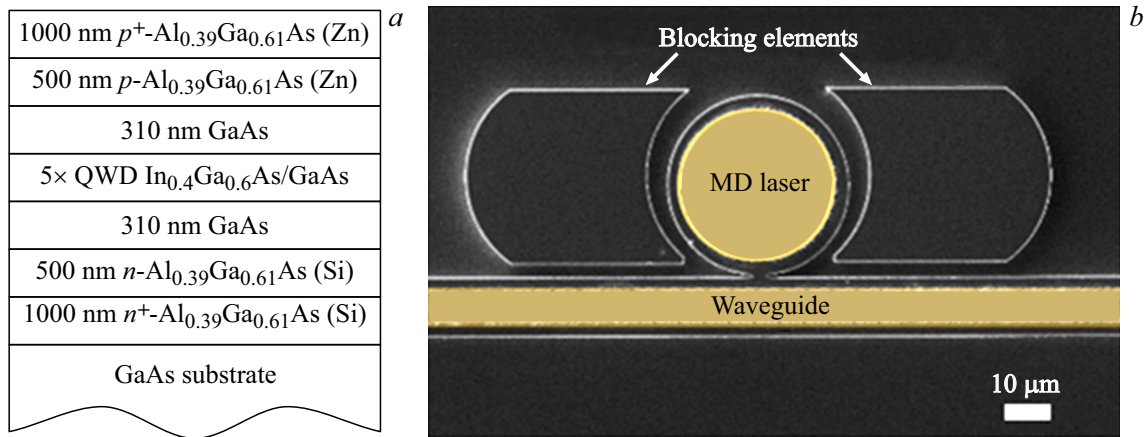 a
1000 nm p⁺-Al₀.₃₉Ga₀.₆₁As (Zn)
500 nm p-Al₀.₃₉Ga₀.₆₁As (Zn)
310 nm GaAs
5× QWD In₀.₄Ga₀.₆As/GaAs
310 nm GaAs
500 nm n-Al₀.₃₉Ga₀.₆₁As (Si)
1000 nm n⁺-Al₀.₃₉Ga₀.₆₁As (Si)
GaAs substrate
b
Blocking elements
MD laser
Waveguide
10 μm